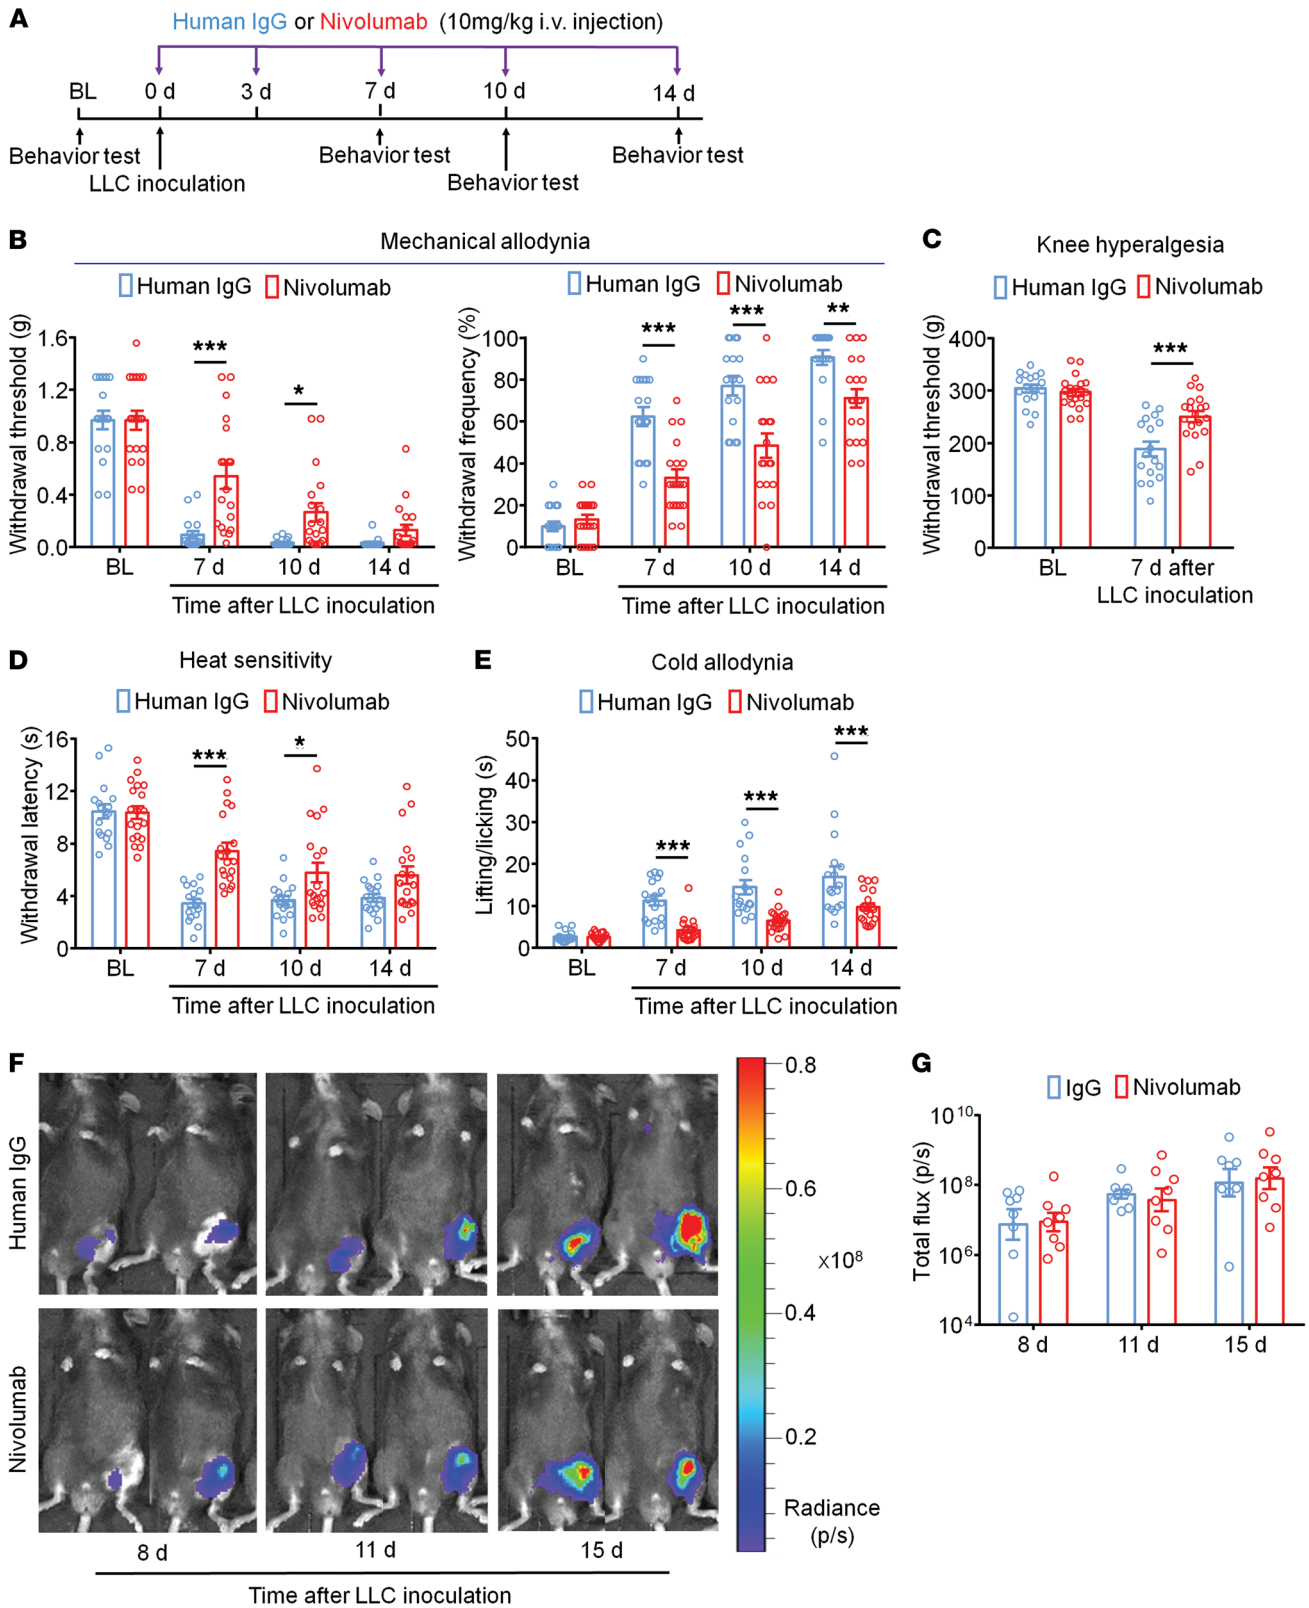 A
Human IgG or Nivolumab (10mg/kg i.v. injection)
BL 0 d 3 d 7 d 10 d 14 d
Behavior test Behavior test Behavior test
LLC inoculation Behavior test
B
Mechanical allodynia
Human IgG Nivolumab
Withdrawal threshold (g)
1.6
1.2
0.8
0.4
0.0
***
*
BL 7 d 10 d 14 d
Time after LLC inoculation
Human IgG Nivolumab
Withdrawal frequency (%)
100
80
60
40
20
0
*** *** **
BL 7 d 10 d 14 d
Time after LLC inoculation
C
Knee hyperalgesia
Human IgG Nivolumab
Withdrawal threshold (g)
400
300
200
100
0
***
BL 7 d after
LLC inoculation
D
Heat sensitivity
Human IgG Nivolumab
Withdrawal latency (s)
16
12
8
4
0
*** *
BL 7 d 10 d 14 d
Time after LLC inoculation
E
Cold allodynia
Human IgG Nivolumab
Lifting/licking (s)
50
40
30
20
10
0
*** *** ***
BL 7 d 10 d 14 d
Time after LLC inoculation
F
Human IgG
Nivolumab
8 d 11 d 15 d
Time after LLC inoculation
0.8
0.6
x10⁸
0.4
0.2
Radiance
(p/s)
G
IgG Nivolumab
Total flux (p/s)
10¹⁰
10⁸
10⁶
10⁴
8 d 11 d 15 d